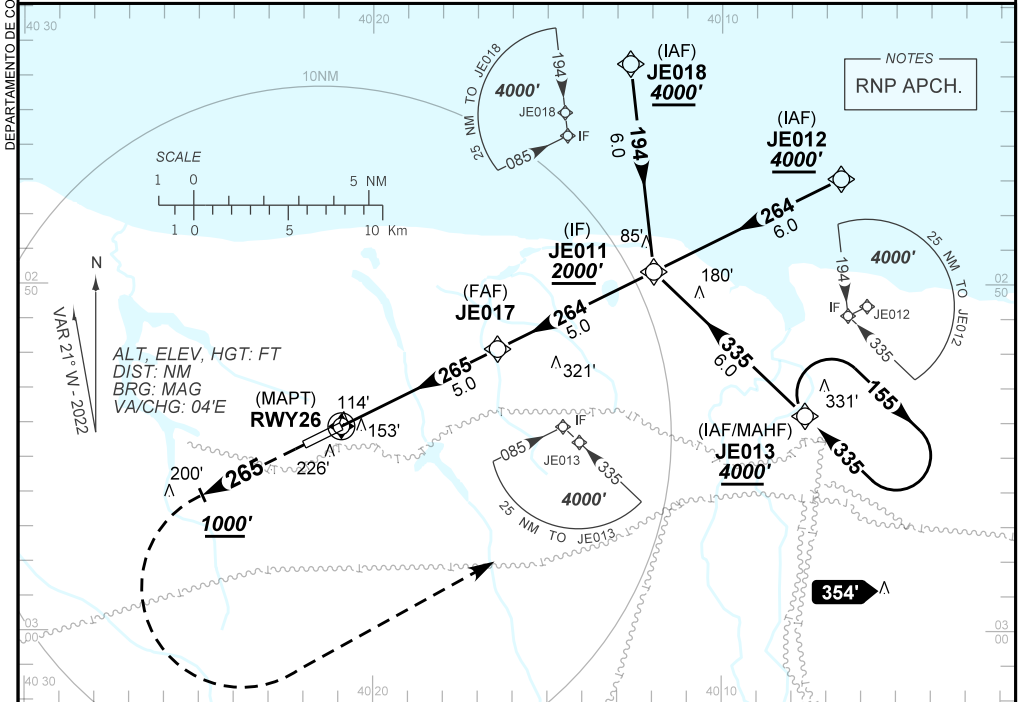 DEPARTAMENTO DE CO
40 30
40 20
40 10
10NM
25 NM TO JE018
194
4000'
JE018
IF
085
(IAF)
JE018
4000'
NOTES
RNP APCH.
(IAF)
JE012
4000'
194
6.0
SCALE
1 0 5 NM
1 0 5 10 Km
264
6.0
(IF)
JE011
2000'
85'
180'
4000'
25 NM TO JE012
194
IF
JE012
335
02
50
02
50
N
VAR 21° W - 2022
(FAF)
JE017
264
5.0
ALT, ELEV, HGT: FT
DIST: NM
BRG: MAG
VA/CHG: 04'E
265
5.0
321'
335
6.0
(MAPT)
RWY26
114'
153'
226'
331'
155
335
(IAF/MAHF)
JE013
4000'
IF
085
JE013
335
4000'
25 NM TO JE013
200'
265
1000'
354'
03
00
03
00
40 30
40 20
40 10